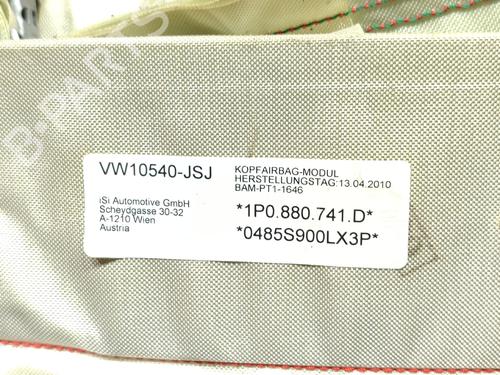 B-PARTS
VW10540-JSJ
iSi Automotive GmbH
Scheydgasse 30-32
A-1210 Wien
Austria
KOPFAIRBAG-MODUL
HERSTELLUNGSTAG:13.04.2010
BAM-PT1-1646
*1P0.880.741.D*
*0485S900LX3P*